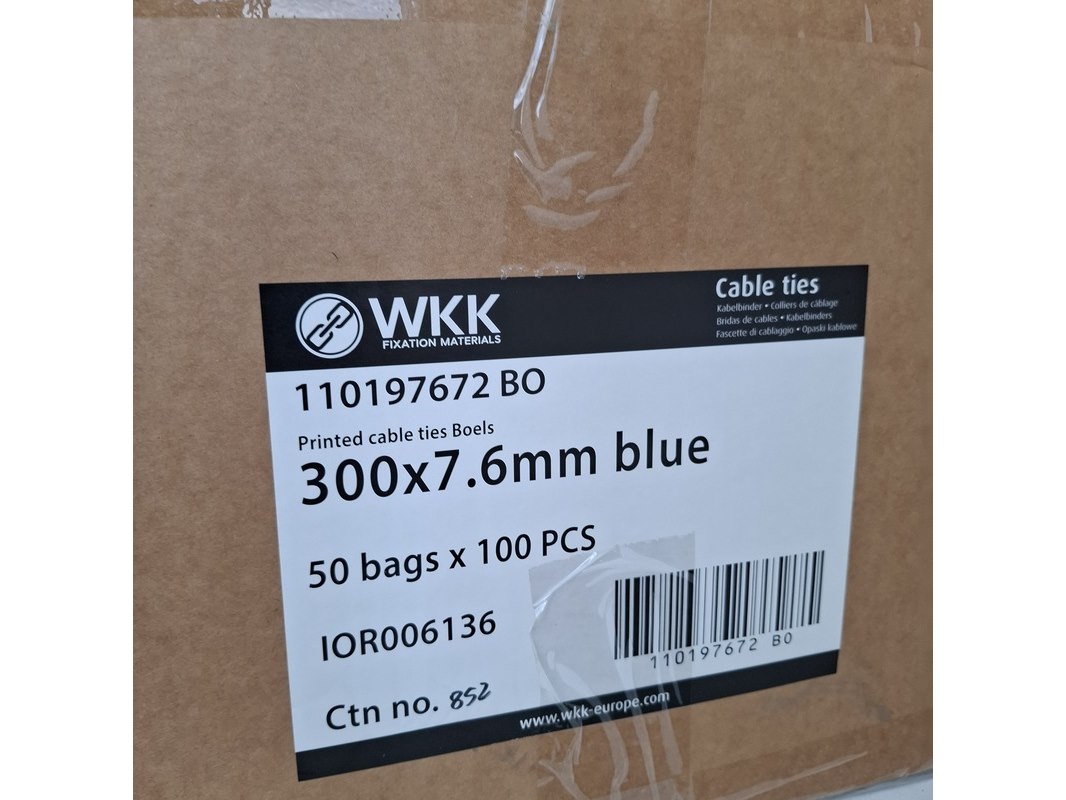 WKK
FIXATION MATERIALS
Cable ties
Kabelbinder • Colliers de câblage
Bridas de cables • Kabelbinders
Fascette di cablaggio • Opaski kablowe
110197672 BO
Printed cable ties Boels
300x7.6mm blue
50 bags x 100 PCS
IOR006136
110197672 BO
Ctn no. 852
www.wkk-europe.com